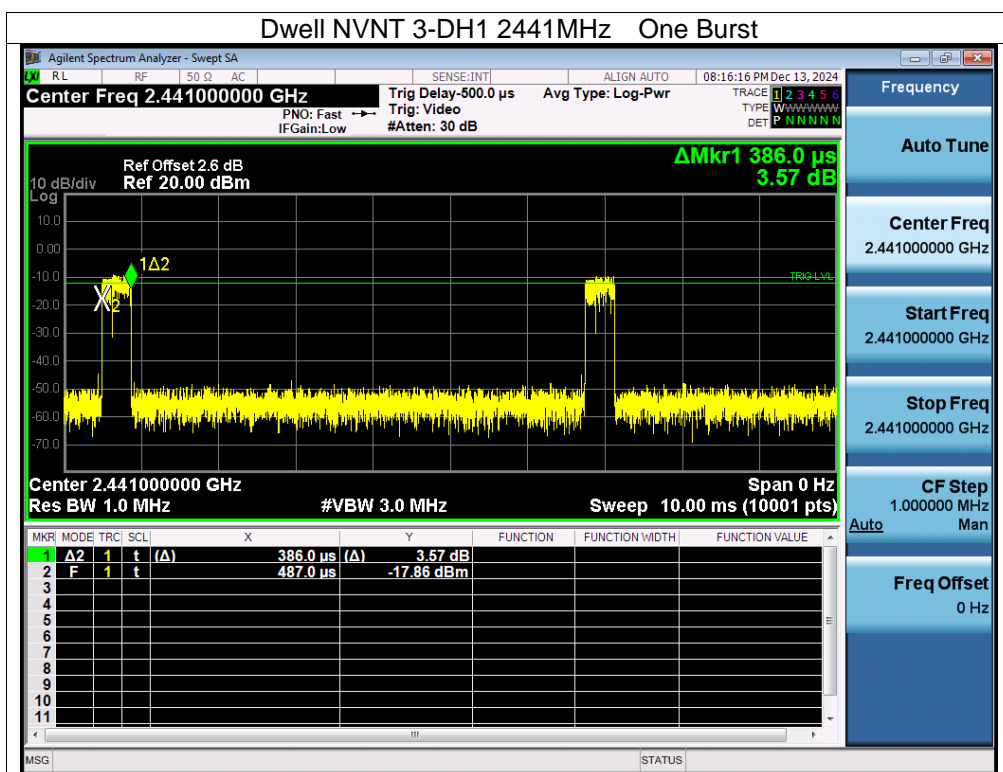 Dwell NVNT 3-DH1 2441MHz One Burst
Agilent Spectrum Analyzer - Swept SA
LXI RL RF 50 Ω AC SENSE:INT ALIGN AUTO 08:16:16 PM Dec 13, 2024
Center Freq 2.441000000 GHz
PNO: Fast
IFGain:Low
Trig Delay-500.0 µs
Trig: Video
#Atten: 30 dB
Avg Type: Log-Pwr
TRACE 1 2 3 4 5 6
TYPE WWWWWW
DET P N N N N N
Frequency
Auto Tune
Center Freq
2.441000000 GHz
Start Freq
2.441000000 GHz
Stop Freq
2.441000000 GHz
CF Step
1.000000 MHz
Auto Man
Freq Offset
0 Hz
ΔMkr1 386.0 µs
3.57 dB
Ref Offset 2.6 dB
10 dB/div Ref 20.00 dBm
Log
10.0
0.00
-10.0
-20.0
-30.0
-40.0
-50.0
-60.0
-70.0
1Δ2
2
TRIG LVL
Center 2.441000000 GHz Span 0 Hz
Res BW 1.0 MHz #VBW 3.0 MHz Sweep 10.00 ms (10001 pts)
MKR MODE TRC SCL X Y FUNCTION FUNCTION WIDTH FUNCTION VALUE
1 Δ2 1 t (Δ) 386.0 µs (Δ) 3.57 dB
2 F 1 t 487.0 µs -17.86 dBm
3
4
5
6
7
8
9
10
11
MSG STATUS